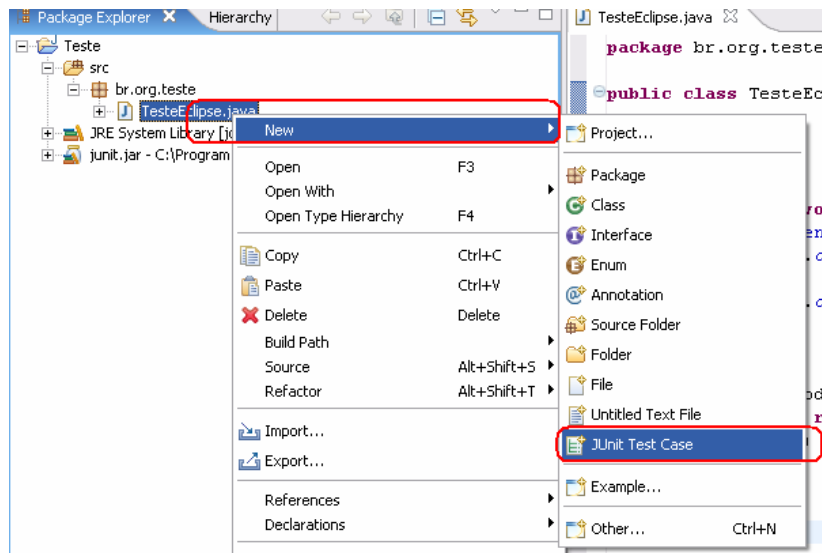 Package Explorer
Hierarchy
TesteEclipse.java
Teste
src
br.org.teste
TesteEclipse.java
JRE System Library
junit.jar - C:\Program
package br.org.teste
public class TesteEc
New
Open F3
Open With
Open Type Hierarchy F4
Copy Ctrl+C
Paste Ctrl+V
Delete Delete
Build Path
Source Alt+Shift+S
Refactor Alt+Shift+T
Import...
Export...
References
Declarations
Project...
Package
Class
Interface
Enum
Annotation
Source Folder
Folder
File
Untitled Text File
JUnit Test Case
Example...
Other... Ctrl+N